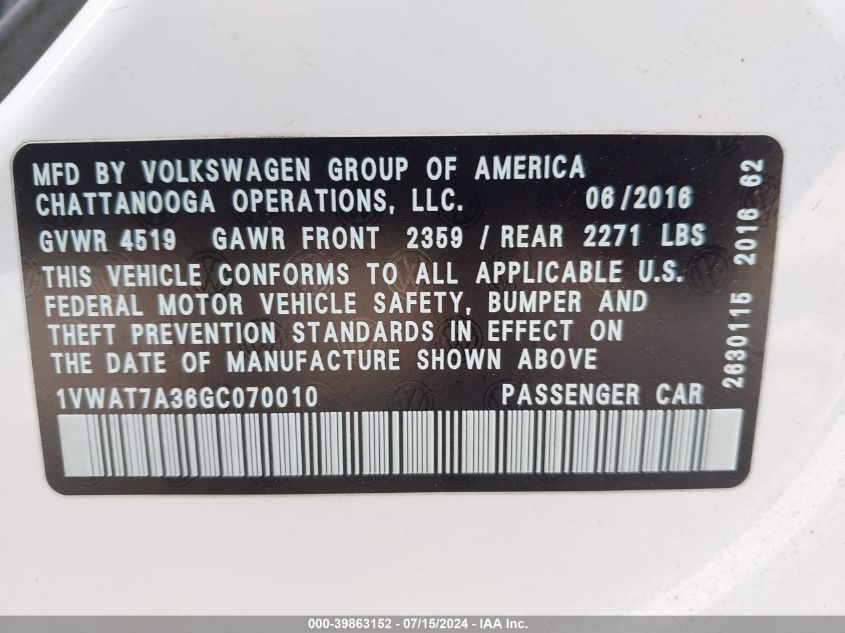 MFD BY VOLKSWAGEN GROUP OF AMERICA
CHATTANOOGA OPERATIONS, LLC. 06/2016
GVWR 4519 GAWR FRONT 2359 / REAR 2271 LBS
THIS VEHICLE CONFORMS TO ALL APPLICABLE U.S.
FEDERAL MOTOR VEHICLE SAFETY, BUMPER AND
THEFT PREVENTION STANDARDS IN EFFECT ON
THE DATE OF MANUFACTURE SHOWN ABOVE
1VWAT7A36GC070010 PASSENGER CAR
2630115 2016 62
000-39863152 - 07/15/2024 - IAA Inc.